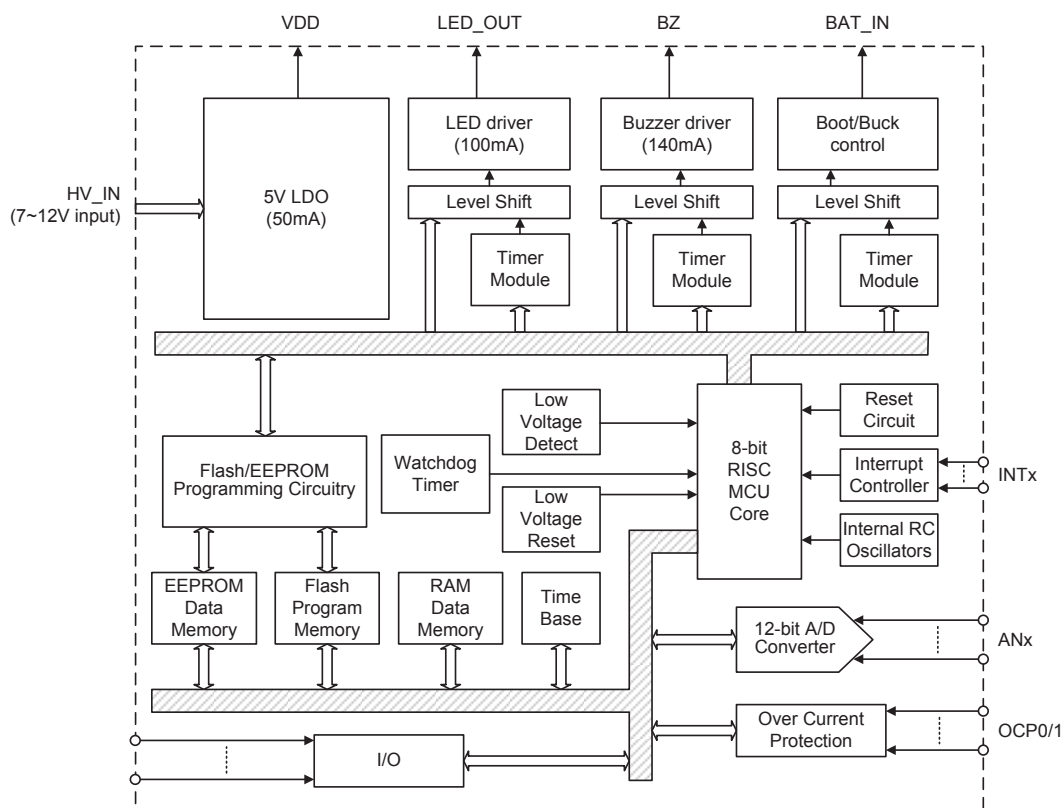 VDD
LED_OUT
BZ
BAT_IN
HV_IN
(7~12V input)
5V LDO
(50mA)
LED driver
(100mA)
Buzzer driver
(140mA)
Boot/Buck
control
Level Shift
Level Shift
Level Shift
Timer
Module
Timer
Module
Timer
Module
Low
Voltage
Detect
Watchdog
Timer
Low
Voltage
Reset
8-bit
RISC
MCU
Core
Reset
Circuit
Interrupt
Controller
INTx
Internal RC
Oscillators
Flash/EEPROM
Programming Circuitry
EEPROM
Data
Memory
Flash
Program
Memory
RAM
Data
Memory
Time
Base
12-bit A/D
Converter
ANx
Over Current
Protection
OCP0/1
I/O